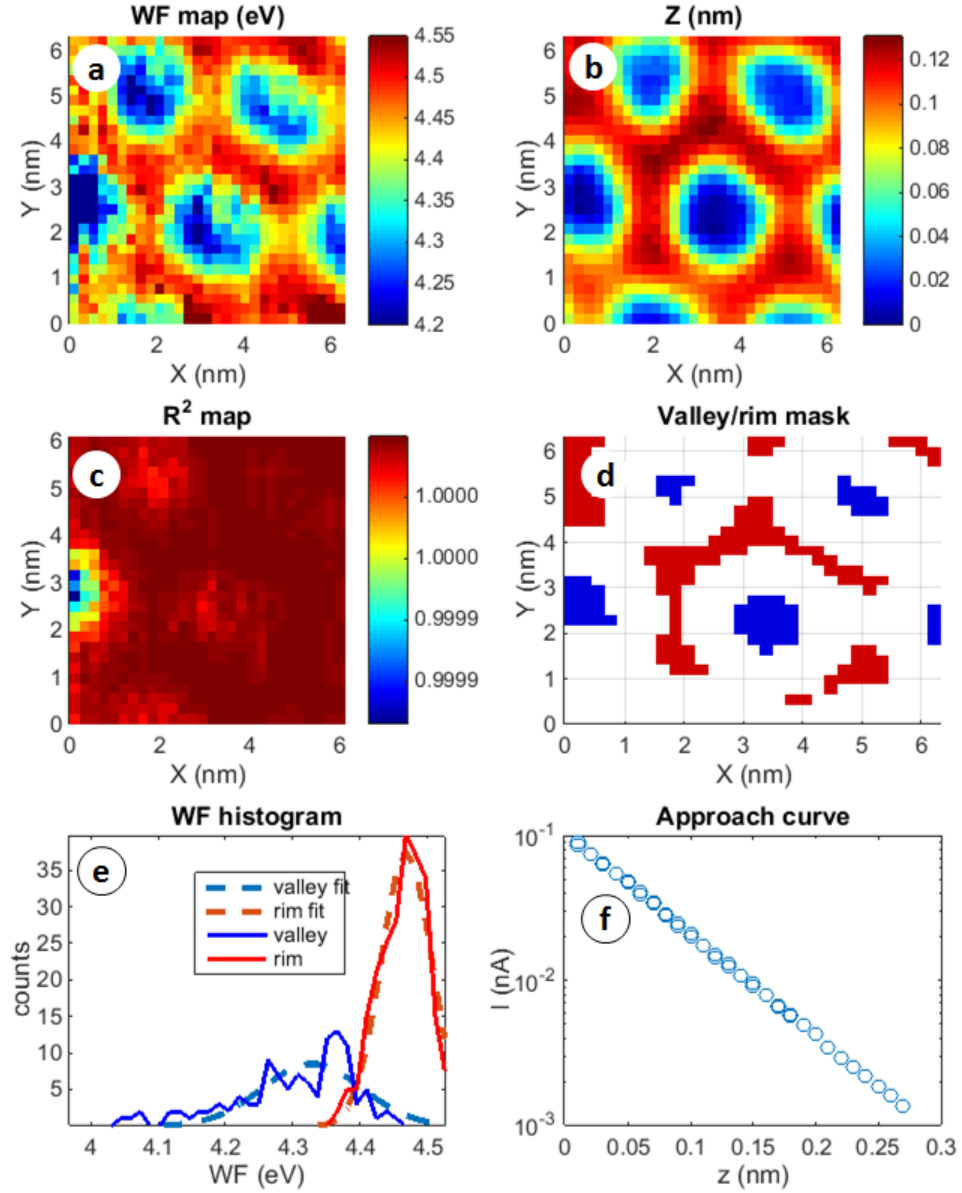 WF map (eV)
a
6
5
4
3
2
1
0
Y (nm)
0 2 4 6
X (nm)
4.55
4.5
4.45
4.4
4.35
4.3
4.25
4.2
Z (nm)
b
6
5
4
3
2
1
0
Y (nm)
0 2 4 6
X (nm)
0.12
0.1
0.08
0.06
0.04
0.02
0
R² map
c
6
5
4
3
2
1
0
Y (nm)
0 2 4 6
X (nm)
1.0000
1.0000
0.9999
0.9999
Valley/rim mask
d
6
5
4
3
2
1
0
Y (nm)
0 1 2 3 4 5 6
X (nm)
WF histogram
e
35
30
25
20
15
10
5
counts
valley fit
rim fit
valley
rim
4 4.1 4.2 4.3 4.4 4.5
WF (eV)
Approach curve
f
10⁻¹
10⁻²
10⁻³
I (nA)
0 0.05 0.1 0.15 0.2 0.25 0.3
z (nm)